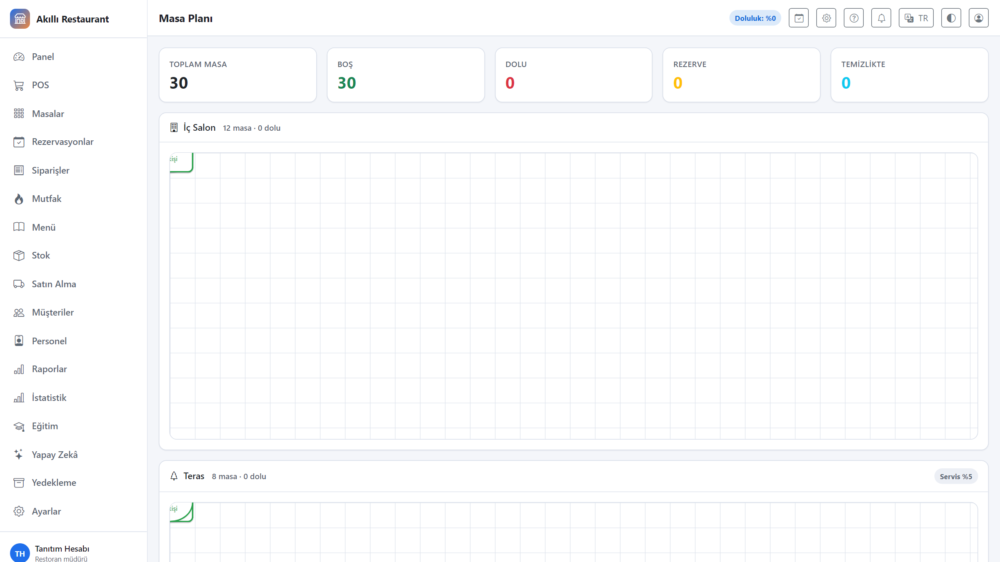 Akıllı Restaurant
Panel
POS
Masalar
Rezervasyonlar
Siparişler
Mutfak
Menü
Stok
Satın Alma
Müşteriler
Personel
Raporlar
İstatistik
Eğitim
Yapay Zekâ
Yedekleme
Ayarlar
TH
Tanıtım Hesabı
Restoran müdürü
Masa Planı
Doluluk: %0
TR
TOPLAM MASA
30
BOŞ
30
DOLU
0
REZERVE
0
TEMİZLİKTE
0
İç Salon 12 masa · 0 dolu
Teras 8 masa · 0 dolu
Servis %5